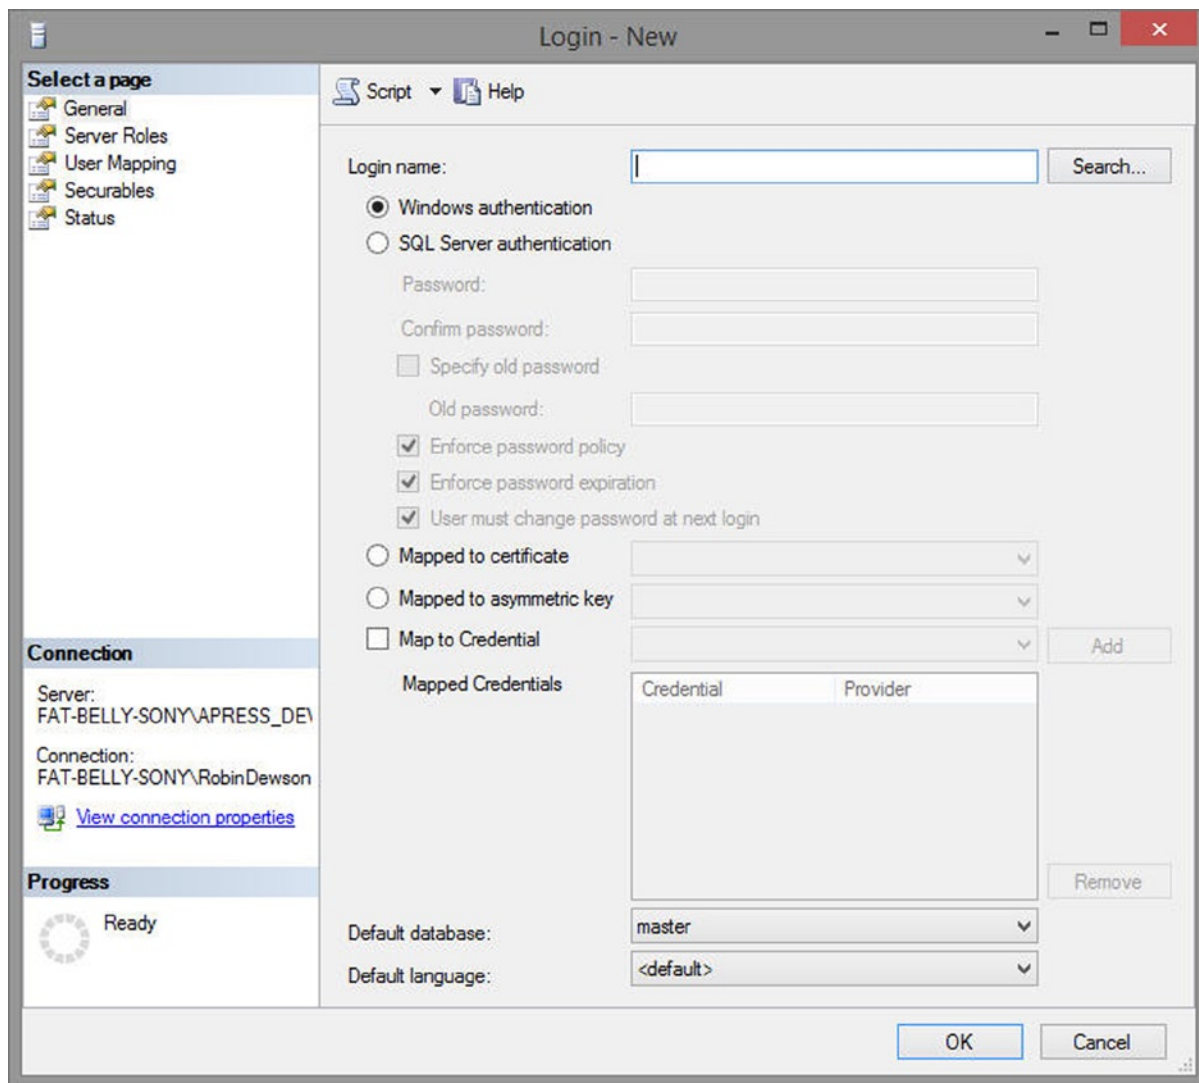 Login - New
Select a page
General
Server Roles
User Mapping
Securables
Status
Script
Help
Login name:
Search...
Windows authentication
SQL Server authentication
Password:
Confirm password:
Specify old password
Old password:
Enforce password policy
Enforce password expiration
User must change password at next login
Mapped to certificate
Mapped to asymmetric key
Map to Credential
Add
Mapped Credentials
Credential Provider
Remove
Default database: master
Default language: <default>
Connection
Server:
FAT-BELLY-SONY\APRESS_DEV
Connection:
FAT-BELLY-SONY\RobinDewson
View connection properties
Progress
Ready
OK
Cancel